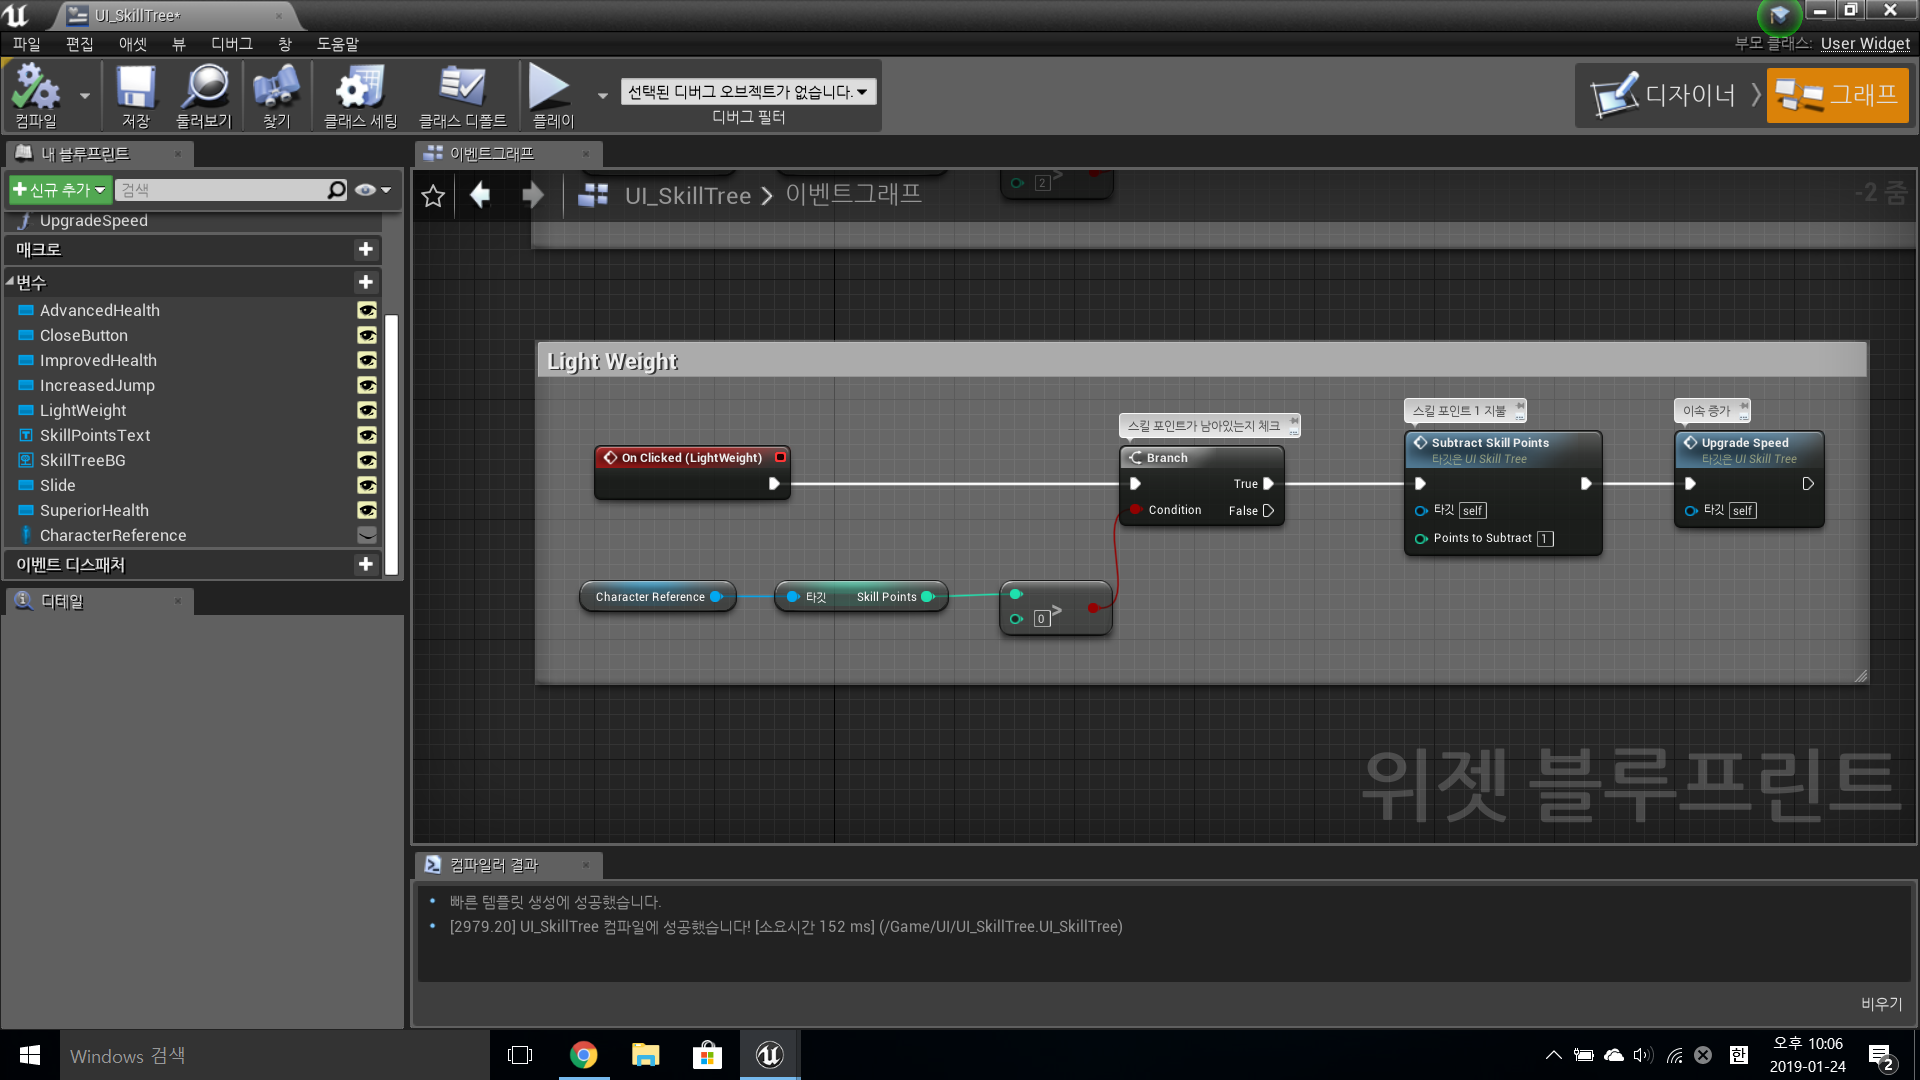 UI_SkillTree*
파일 편집 애셋 뷰 디버그 창 도움말
부모 클래스: User Widget
컴파일
저장
둘러보기
찾기
클래스 세팅
클래스 디폴트
플레이
선택된 디버그 오브젝트가 없습니다.
디버그 필터
디자이너
그래프
내 블루프린트
신규 추가
검색
UpgradeSpeed
매크로
변수
AdvancedHealth
CloseButton
ImprovedHealth
IncreasedJump
LightWeight
SkillPointsText
SkillTreeBG
Slide
SuperiorHealth
CharacterReference
이벤트 디스패처
디테일
이벤트그래프
UI_SkillTree > 이벤트그래프
-2 줌
2 >
Light Weight
On Clicked (LightWeight)
스킬 포인트가 남아있는지 체크
Branch
True
Condition
False
스킬 포인트 1 지불
Subtract Skill Points
타깃은 UI Skill Tree
타깃 self
Points to Subtract 1
이속 증가
Upgrade Speed
타깃은 UI Skill Tree
타깃 self
Character Reference
타깃 Skill Points
0 >
위젯 블루프린트
컴파일러 결과
빠른 템플릿 생성에 성공했습니다.
[2979.20] UI_SkillTree 컴파일에 성공했습니다! [소요시간 152 ms] (/Game/UI/UI_SkillTree.UI_SkillTree)
비우기
Windows 검색
한
오후 10:06
2019-01-24
2